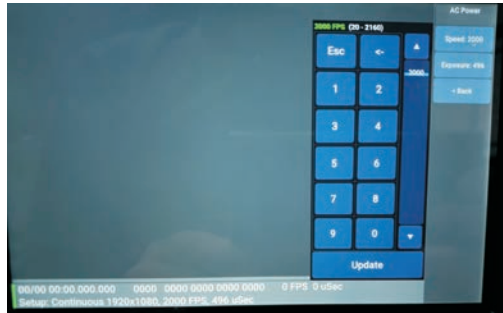 AC Power
2000 FPS (20 - 2160)
Speed: 2000
Esc
<-
Exposure: 496
2000
< Back
1
2
3
4
5
6
7
8
9
0
Update
00/00 00:00.000.000 0000 0000 0000 0000 0000 0 FPS 0 uSec
Setup: Continuous 1920x1080, 2000 FPS, 496 uSec